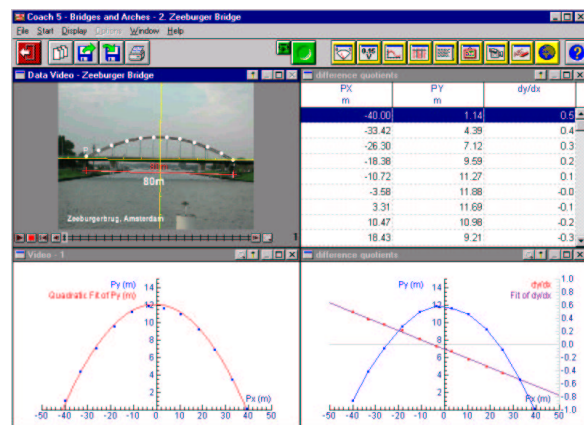 Coach 5 - Bridges and Arches - 2. Zeeburger Bridge
File Start Display Options Window Help
Data Video - Zeeburger Bridge
80m
Zeeburgerbrug, Amsterdam
1
difference quotients
PX PY dy/dx
m m
-40.00 1.14 0.5
-33.42 4.39 0.4
-26.30 7.12 0.3
-18.38 9.59 0.2
-10.72 11.27 0.1
-3.58 11.88 -0.0
3.31 11.69 -0.1
10.47 10.98 -0.2
18.43 9.21 -0.3
Video - 1
Py (m)
Quadratic Fit of Py (m)
14
12
10
8
6
4
2
Px (m)
-50 -40 -30 -20 -10 0 10 20 30 40 50
difference quotients
Py (m)
dy/dx
Fit of dy/dx
14
12
10
8
6
4
2
1.0
0.8
0.6
0.4
0.2
0.0
-0.2
-0.4
-0.6
-0.8
-1.0
Px (m)
-50 -40 -30 -20 -10 0 10 20 30 40 50